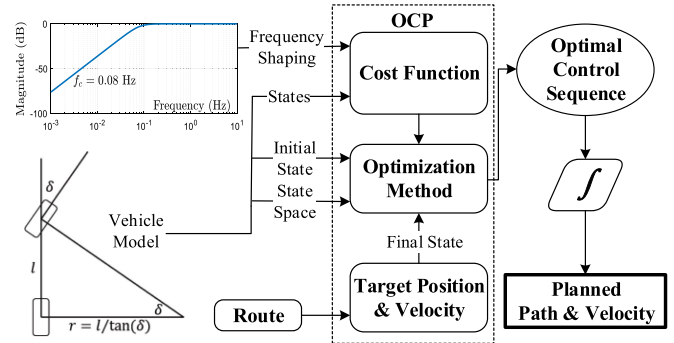 OCP
Magnitude (dB)
0
-50
-100
f_c = 0.08 Hz
Frequency (Hz)
10^-3
10^-2
10^-1
10^0
10^1
Frequency
Shaping
Cost Function
States
Optimal
Control
Sequence
Initial
State
State
Space
Optimization
Method
∫
Vehicle
Model
δ
l
δ
r = l/tan(δ)
Final State
Route
Target Position
& Velocity
Planned
Path & Velocity